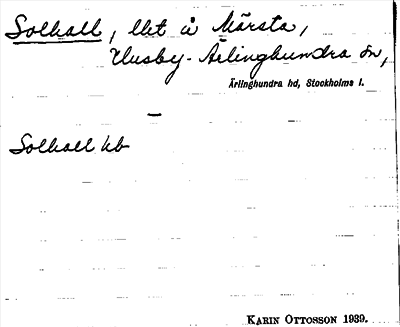 Solhall, lht å Märsta,
Husby-Ärlinghundra sn,
Ärlinghundra hd, Stockholms l.
Solhall kb
KARIN OTTOSSON 1939.